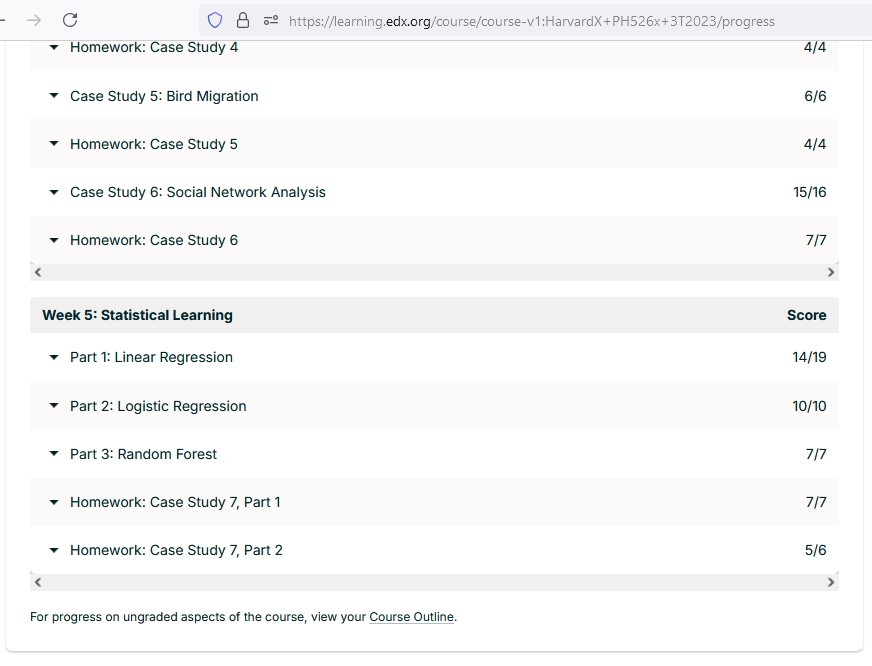 https://learning.edx.org/course/course-v1:HarvardX+PH526x+3T2023/progress
Homework: Case Study 4 4/4
Case Study 5: Bird Migration 6/6
Homework: Case Study 5 4/4
Case Study 6: Social Network Analysis 15/16
Homework: Case Study 6 7/7
Week 5: Statistical Learning Score
Part 1: Linear Regression 14/19
Part 2: Logistic Regression 10/10
Part 3: Random Forest 7/7
Homework: Case Study 7, Part 1 7/7
Homework: Case Study 7, Part 2 5/6
For progress on ungraded aspects of the course, view your Course Outline.